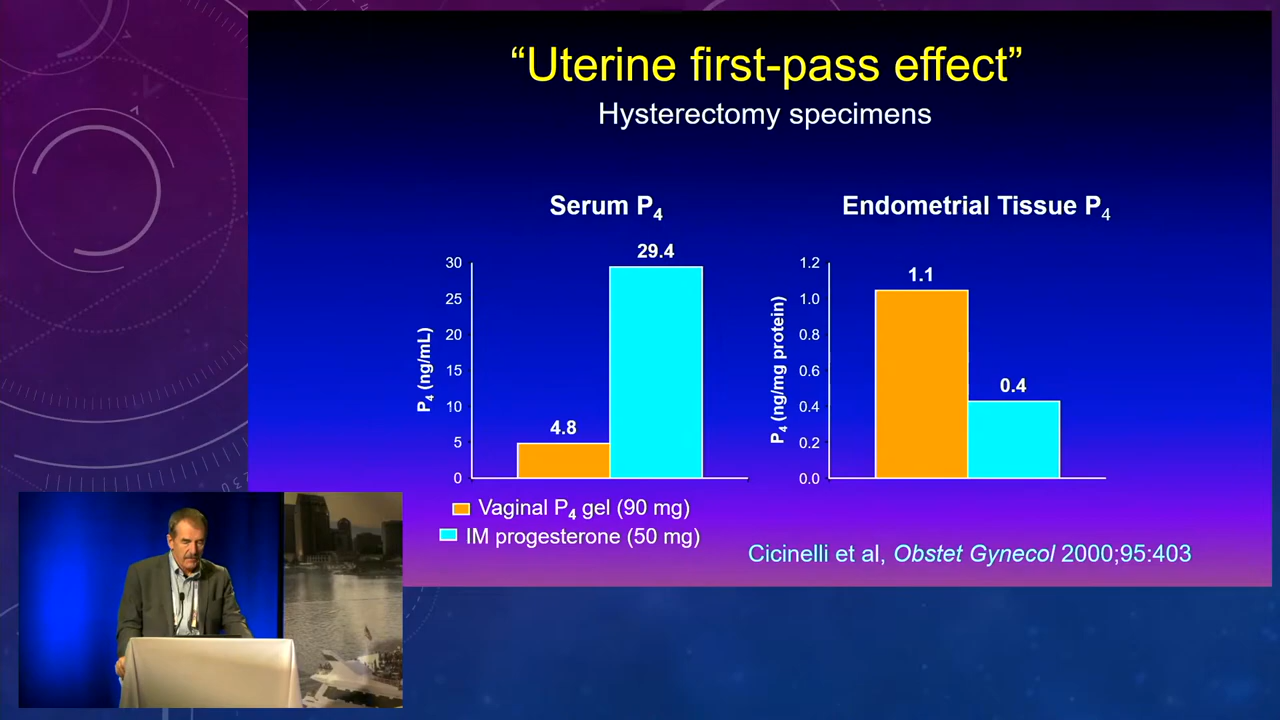 “Uterine first-pass effect”
Hysterectomy specimens
Serum P₄
P₄ (ng/mL)
30
25
20
15
10
5
0
4.8
29.4
Endometrial Tissue P₄
P₄ (ng/mg protein)
1.2
1.0
0.8
0.6
0.4
0.2
0.0
1.1
0.4
Vaginal P₄ gel (90 mg)
IM progesterone (50 mg)
Cicinelli et al, Obstet Gynecol 2000;95:403
230